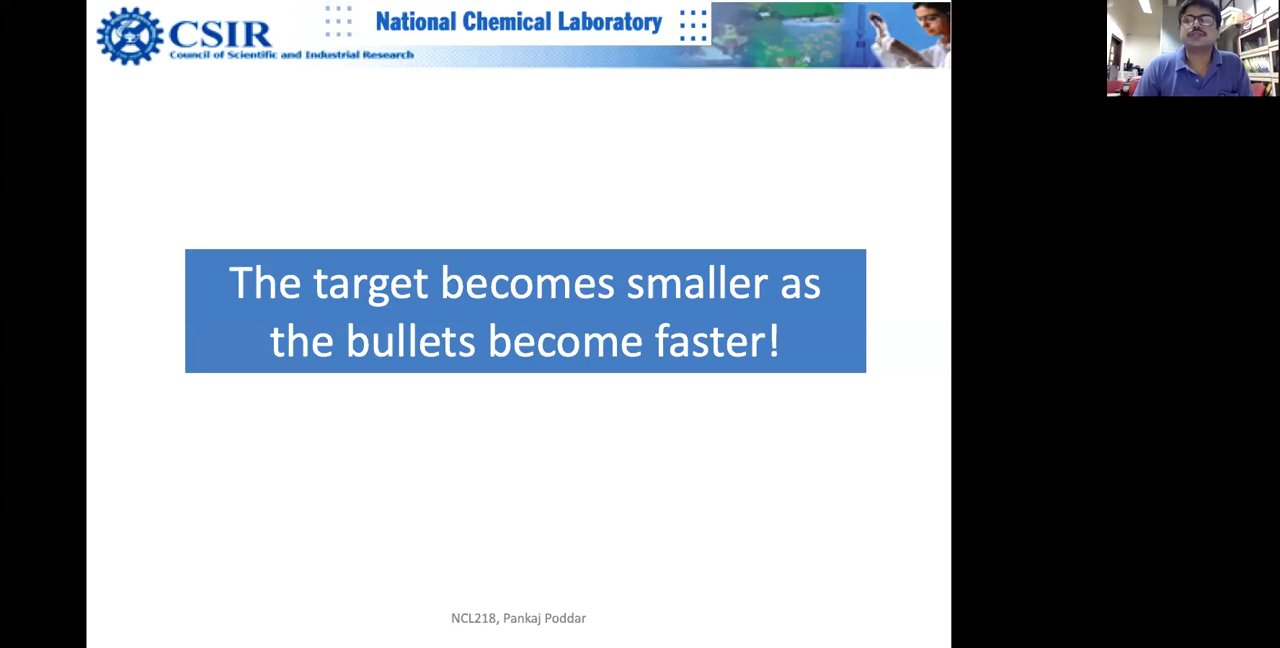 CSIR
Council of Scientific and Industrial Research
National Chemical Laboratory
The target becomes smaller as
the bullets become faster!
NCL218, Pankaj Poddar